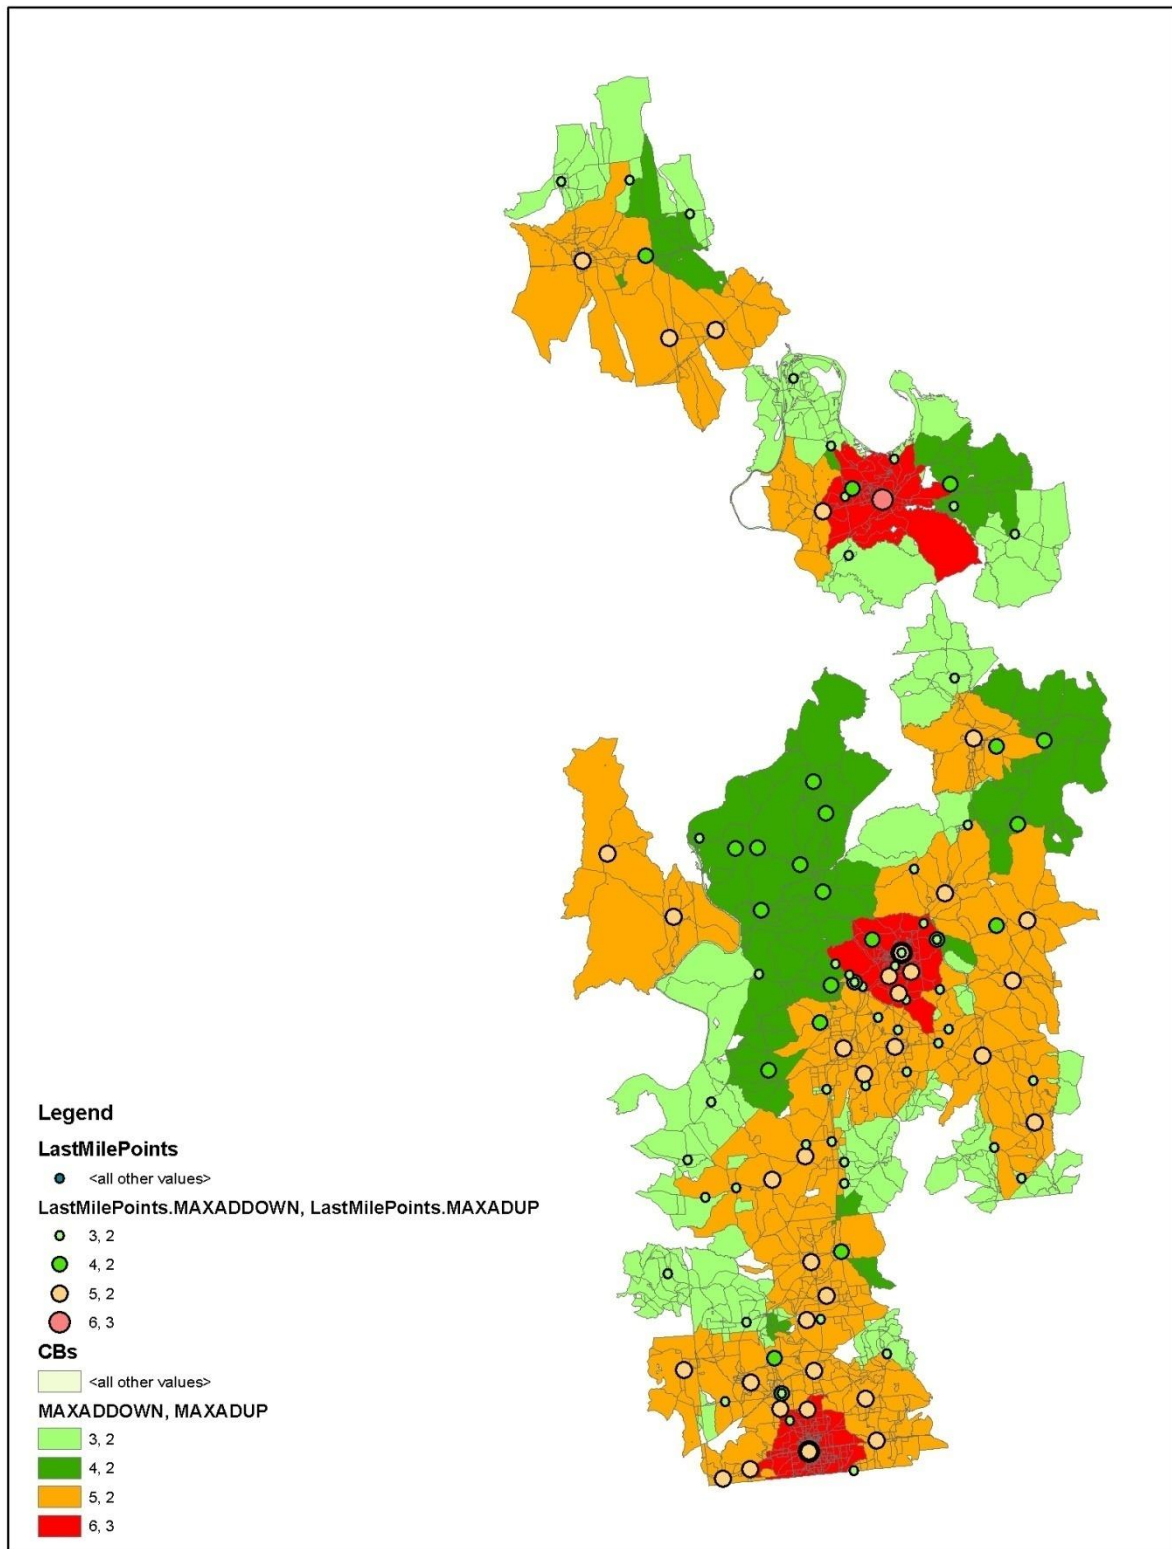 Legend
LastMilePoints
<all other values>
LastMilePoints.MAXADDOWN, LastMilePoints.MAXADUP
3, 2
4, 2
5, 2
6, 3
CBs
<all other values>
MAXADDOWN, MAXADUP
3, 2
4, 2
5, 2
6, 3